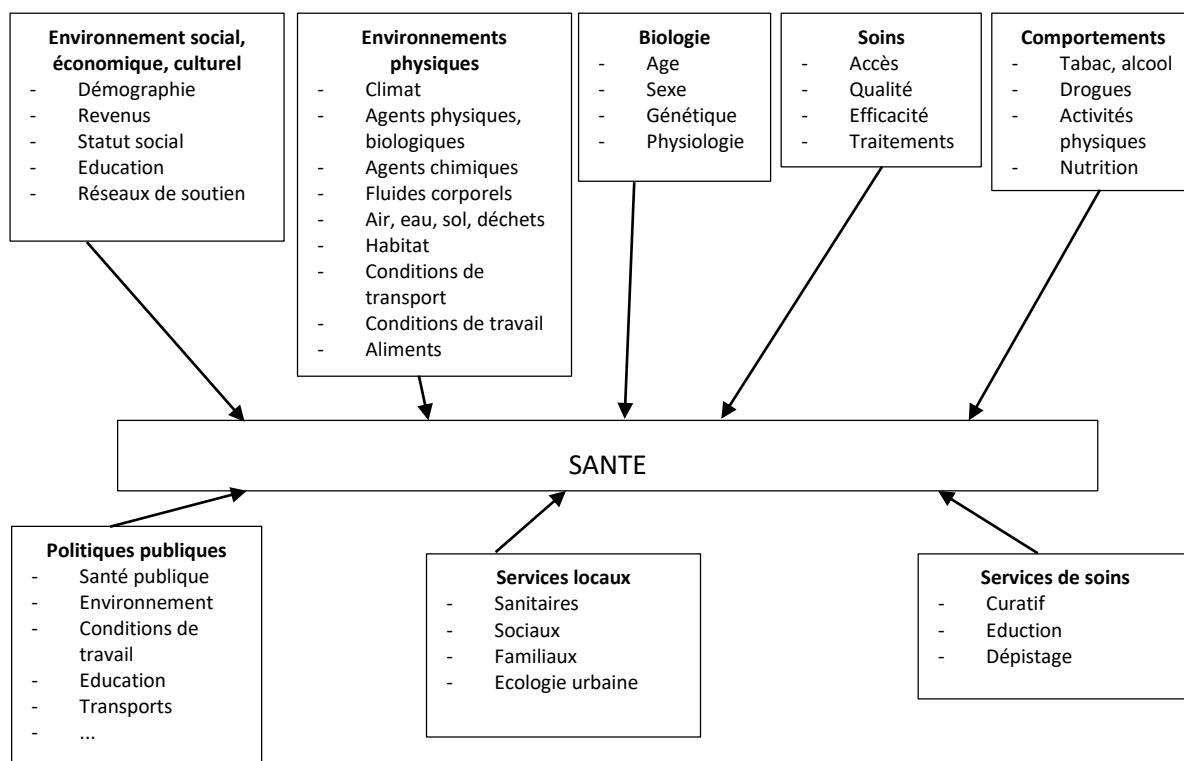 Environnement social,
économique, culturel
- Démographie
- Revenus
- Statut social
- Education
- Réseaux de soutien
Environnements
physiques
- Climat
- Agents physiques,
biologiques
- Agents chimiques
- Fluides corporels
- Air, eau, sol, déchets
- Habitat
- Conditions de
transport
- Conditions de travail
- Aliments
Biologie
- Age
- Sexe
- Génétique
- Physiologie
Soins
- Accès
- Qualité
- Efficacité
- Traitements
Comportements
- Tabac, alcool
- Drogues
- Activités
physiques
- Nutrition
SANTE
Politiques publiques
- Santé publique
- Environnement
- Conditions de
travail
- Education
- Transports
- ...
Services locaux
- Sanitaires
- Sociaux
- Familiaux
- Ecologie urbaine
Services de soins
- Curatif
- Eduction
- Dépistage